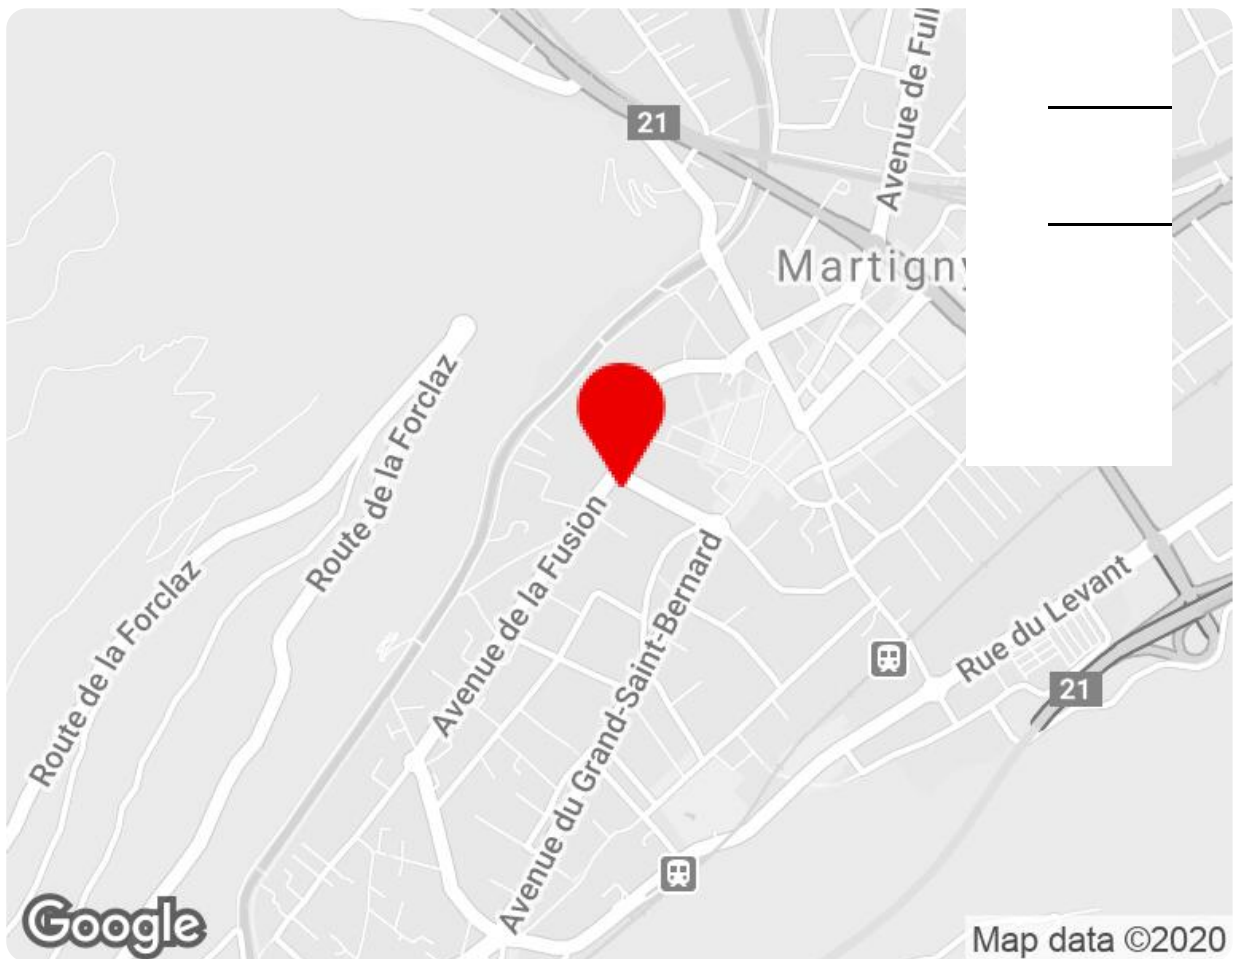 Avenue de Full
21
Martigny
Route de la Forclaz
Route de la Forclaz
Avenue de la Fusion
Avenue du Grand-Saint-Bernard
Rue du Levant
21
Google
Map data ©2020